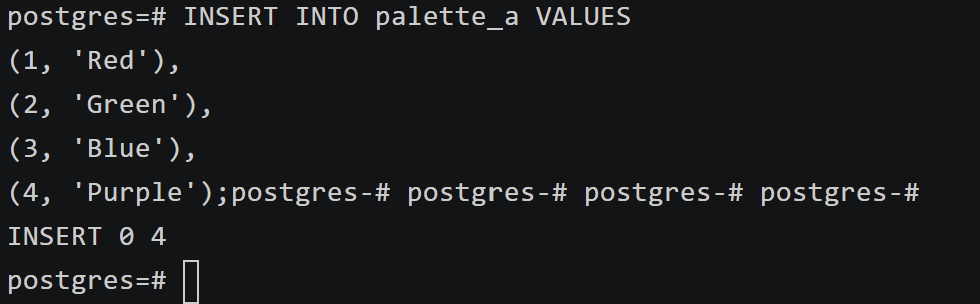 postgres=# INSERT INTO palette_a VALUES
(1, 'Red'),
(2, 'Green'),
(3, 'Blue'),
(4, 'Purple');postgres-# postgres-# postgres-# postgres-#
INSERT 0 4
postgres=#